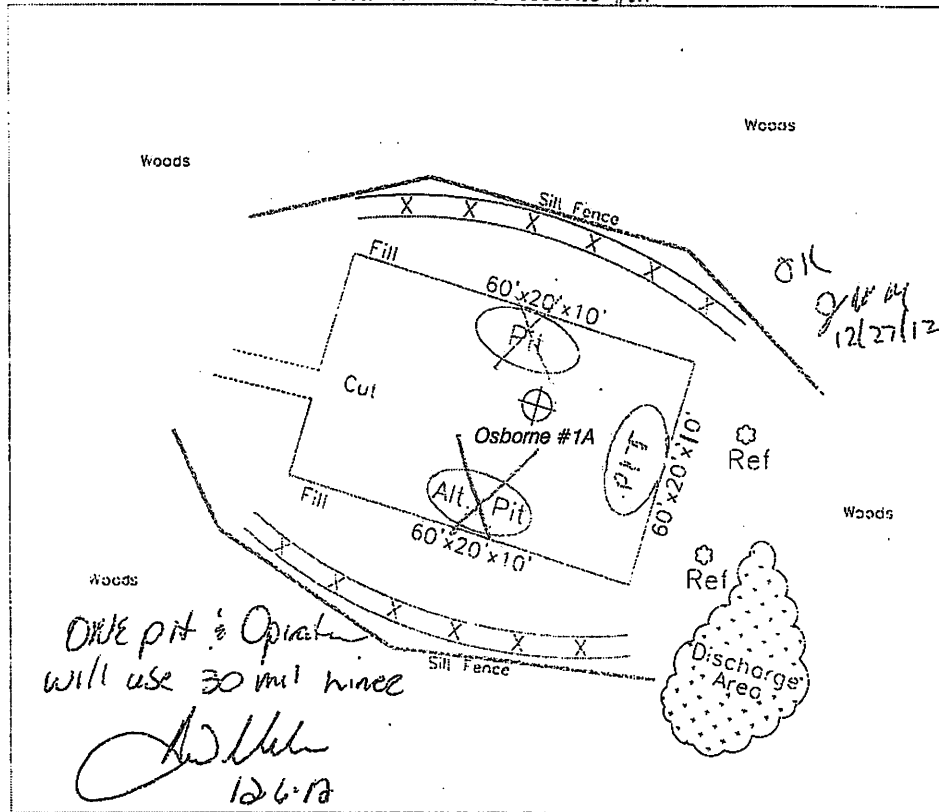 Woods
Woods
Silt Fence
Fill
60'x20'x10'
Pit
Cut
Osborne #1A
Pit
60'x20'x10'
Ref
OK
12/27/12
Fill
Alt. Pit
60'x20'x10'
Woods
Ref
Woods
Discharge
Area
Silt Fence
ONE pit & Operator
will use 30 mil liner
12-6-12